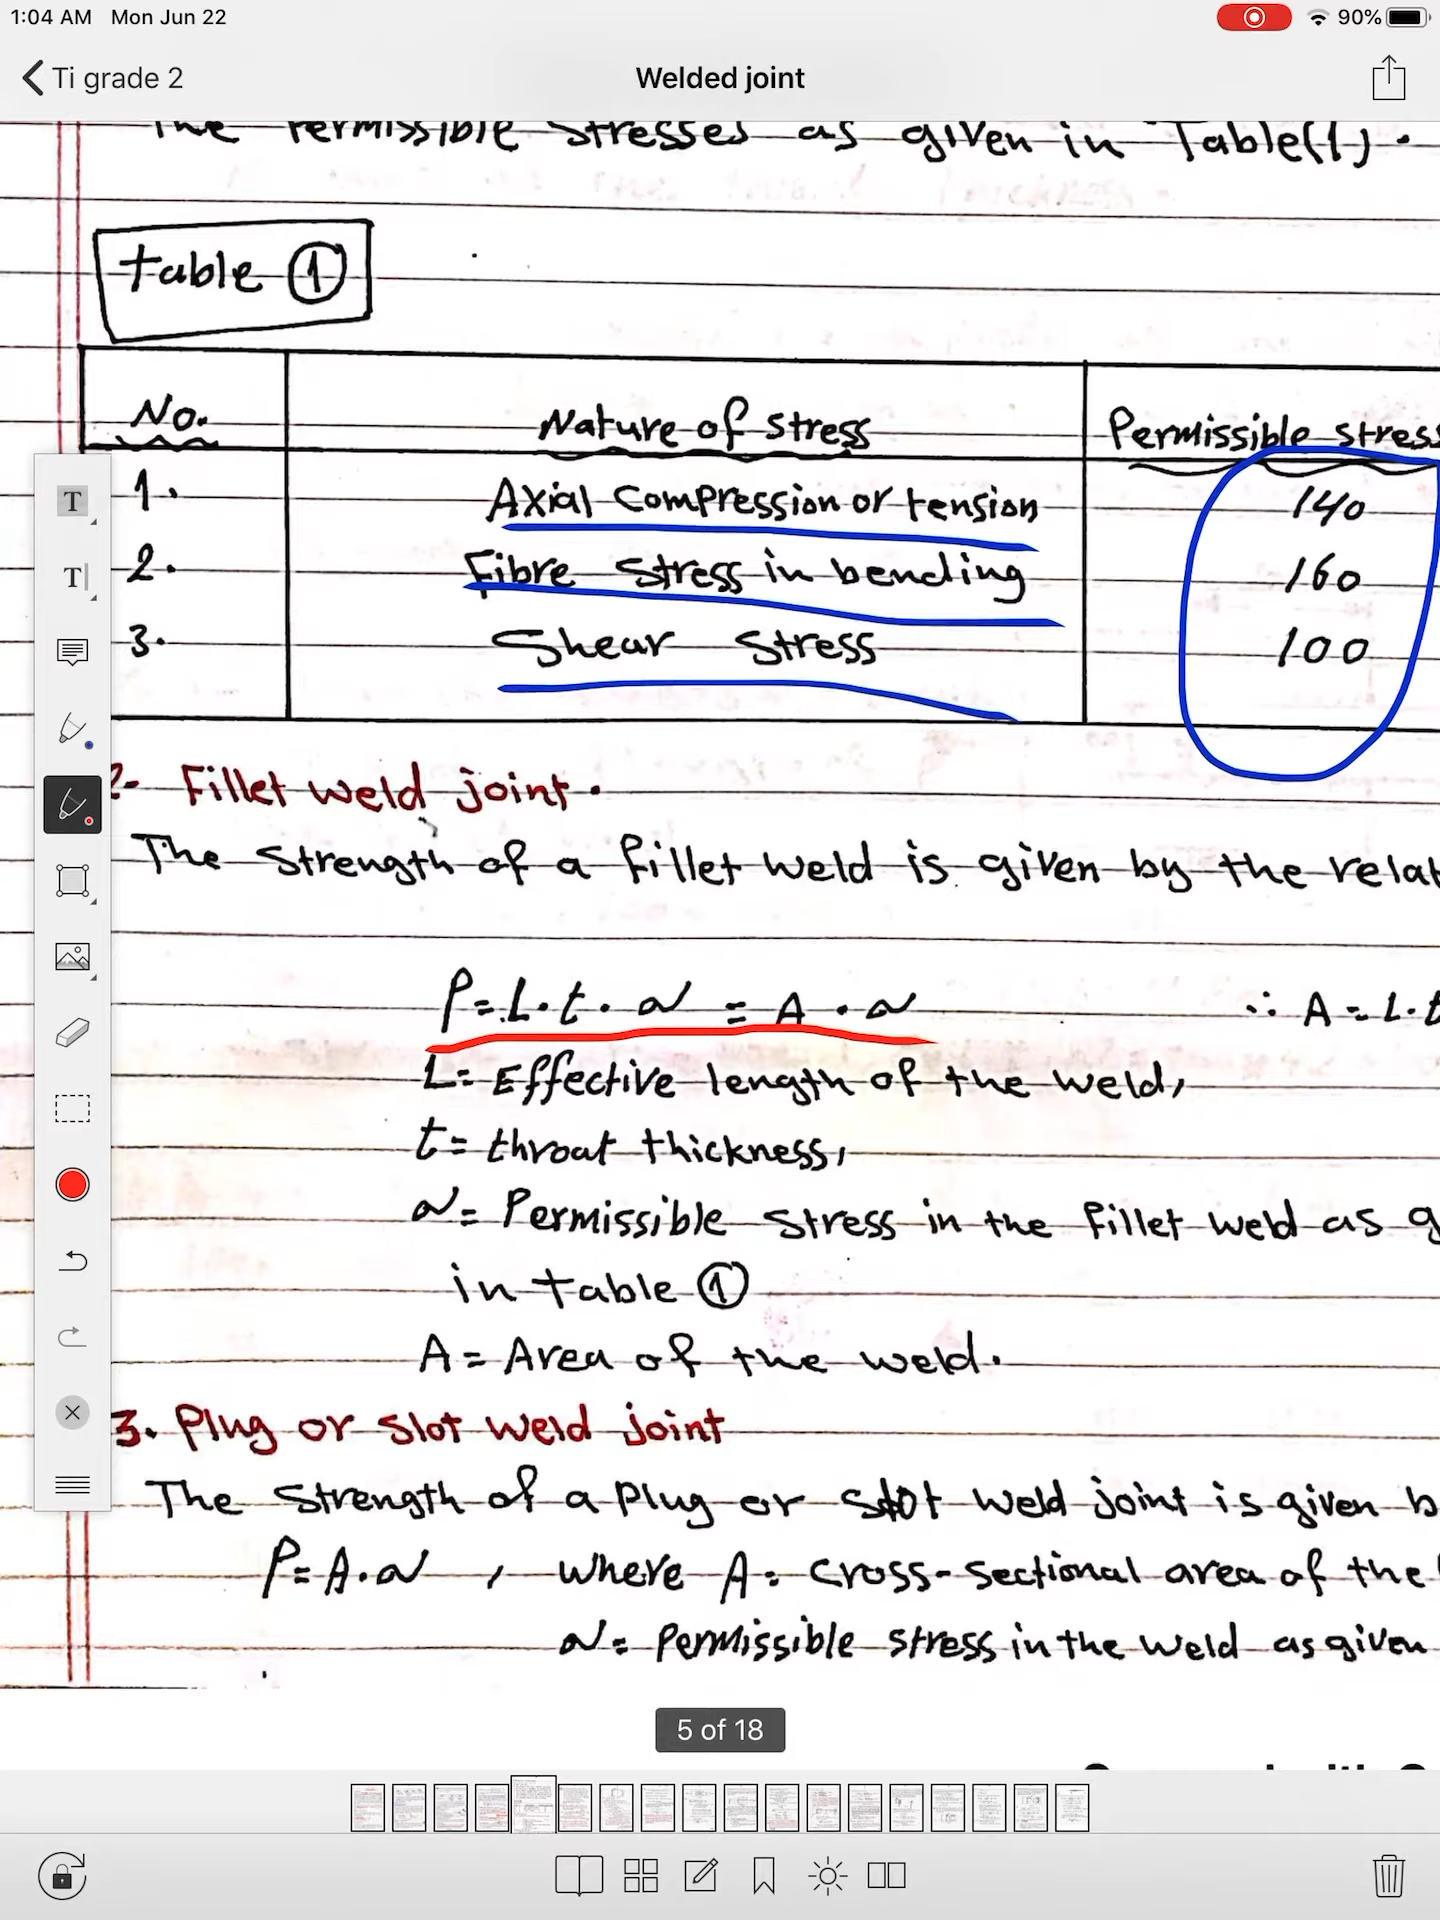 1:04 AM Mon Jun 22
90%
Ti grade 2
Welded joint
The Permissible Stresses as given in Table(1).
table ①
No. Nature of stress Permissible stress
1. Axial Compression or tension 140
2. Fibre stress in bending 160
3. Shear Stress 100
2- Fillet weld joint.
The Strength of a fillet weld is given by the relat
P=L.t.σ = A.σ ∴ A=L.t
L= Effective length of the weld,
t= throat thickness,
σ= Permissible Stress in the fillet weld as g
in table ①
A= Area of the weld.
3. Plug or Slot weld joint
The Strength of a Plug or slot weld joint is given b
P=A.σ , where A= cross-sectional area of the
σ= Permissible stress in the weld as given
5 of 18